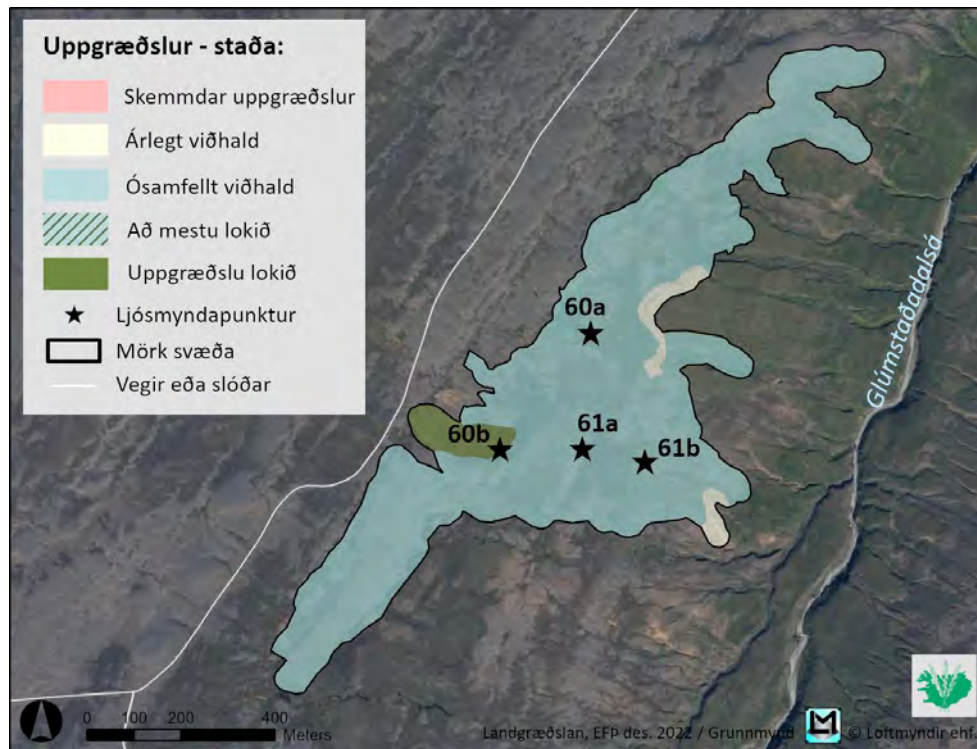 Uppgræðslur - staða:
Skemmdar uppgræðslur
Árlegt viðhald
Ósamfellt viðhald
Að mestu lokið
Uppgræðslu lokið
Ljósmyndapunktur
Mörk svæða
Vegir eða slóðar
60a
60b
61a
61b
Glúmstaðadalsá
0 100 200 400
Meters
Landgræðslan, EFÞ des. 2022 / Grunnmynd © Loftmyndir ehf